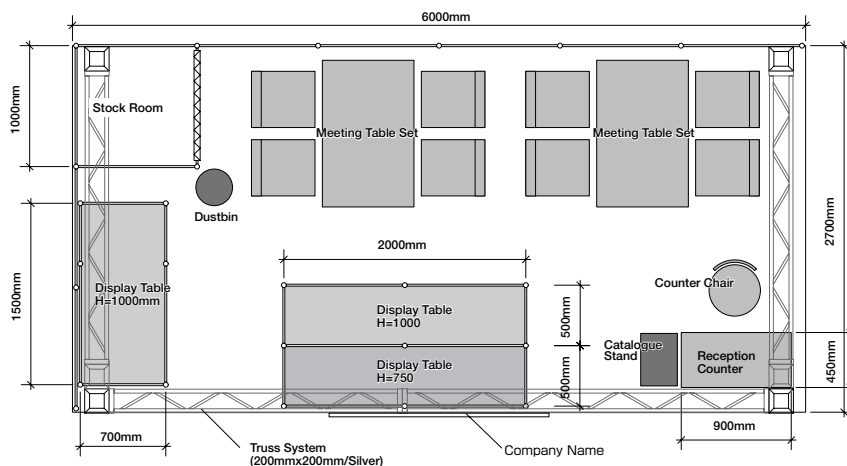 6000mm
1000mm
Stock Room
Meeting Table Set
Meeting Table Set
Dustbin
2700mm
2000mm
1500mm
Display Table
H=1000mm
Display Table
H=1000
500mm
Counter Chair
Display Table
H=750
500mm
Catalogue
Stand
Reception
Counter
450mm
700mm
900mm
Truss System
(200mmx200mm/Silver)
Company Name